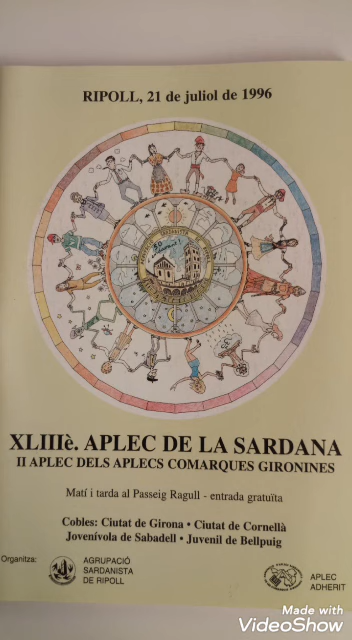 RIPOLL, 21 de juliol de 1996
XLIIIè. APLEC DE LA SARDANA
II APLEC DELS APLECS COMARQUES GIRONINES
Matí i tarda al Passeig Ragull - entrada gratuïta
Cobles: Ciutat de Girona • Ciutat de Cornellà
Jovenívola de Sabadell • Juvenil de Bellpuig
Organitza:
AGRUPACIÓ
SARDANISTA
DE RIPOLL
APLEC
ADHERIT
Made with
VideoShow